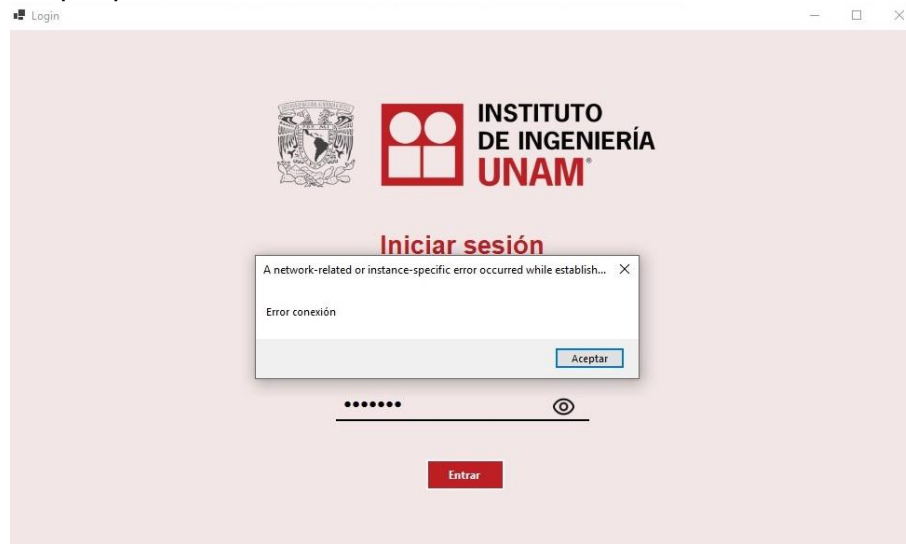 Login
INSTITUTO
DE INGENIERÍA
UNAM®
Iniciar sesión
A network-related or instance-specific error occurred while establish...
Error conexión
Aceptar
•••••••
Entrar